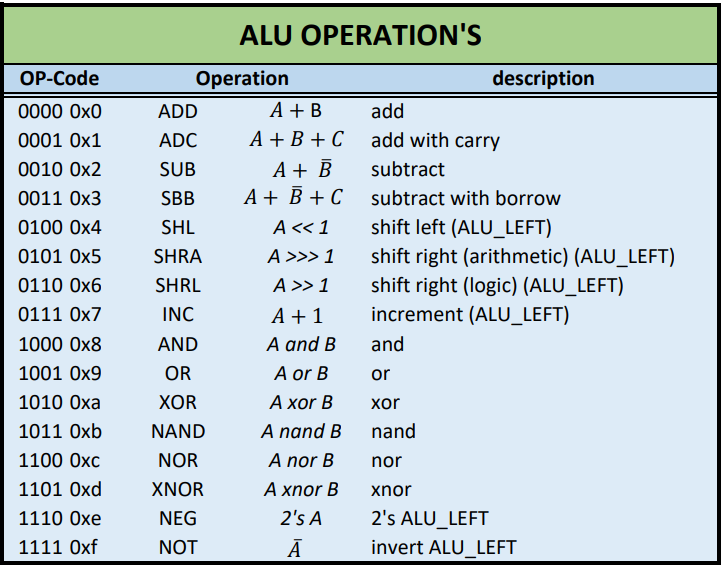 ALU OPERATION'S
OP-Code Operation description
0000 0x0 ADD A + B add
0001 0x1 ADC A + B + C add with carry
0010 0x2 SUB A + B̅ subtract
0011 0x3 SBB A + B̅ + C subtract with borrow
0100 0x4 SHL A << 1 shift left (ALU_LEFT)
0101 0x5 SHRA A >>> 1 shift right (arithmetic) (ALU_LEFT)
0110 0x6 SHRL A >> 1 shift right (logic) (ALU_LEFT)
0111 0x7 INC A + 1 increment (ALU_LEFT)
1000 0x8 AND A and B and
1001 0x9 OR A or B or
1010 0xa XOR A xor B xor
1011 0xb NAND A nand B nand
1100 0xc NOR A nor B nor
1101 0xd XNOR A xnor B xnor
1110 0xe NEG 2's A 2's ALU_LEFT
1111 0xf NOT A̅ invert ALU_LEFT